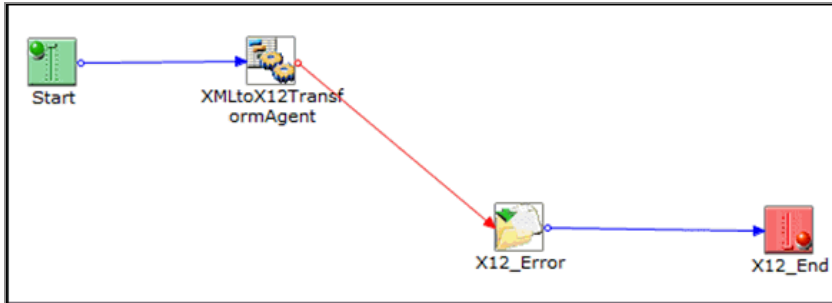 Start
XMLtoX12Transf
ormAgent
X12_Error
X12_End